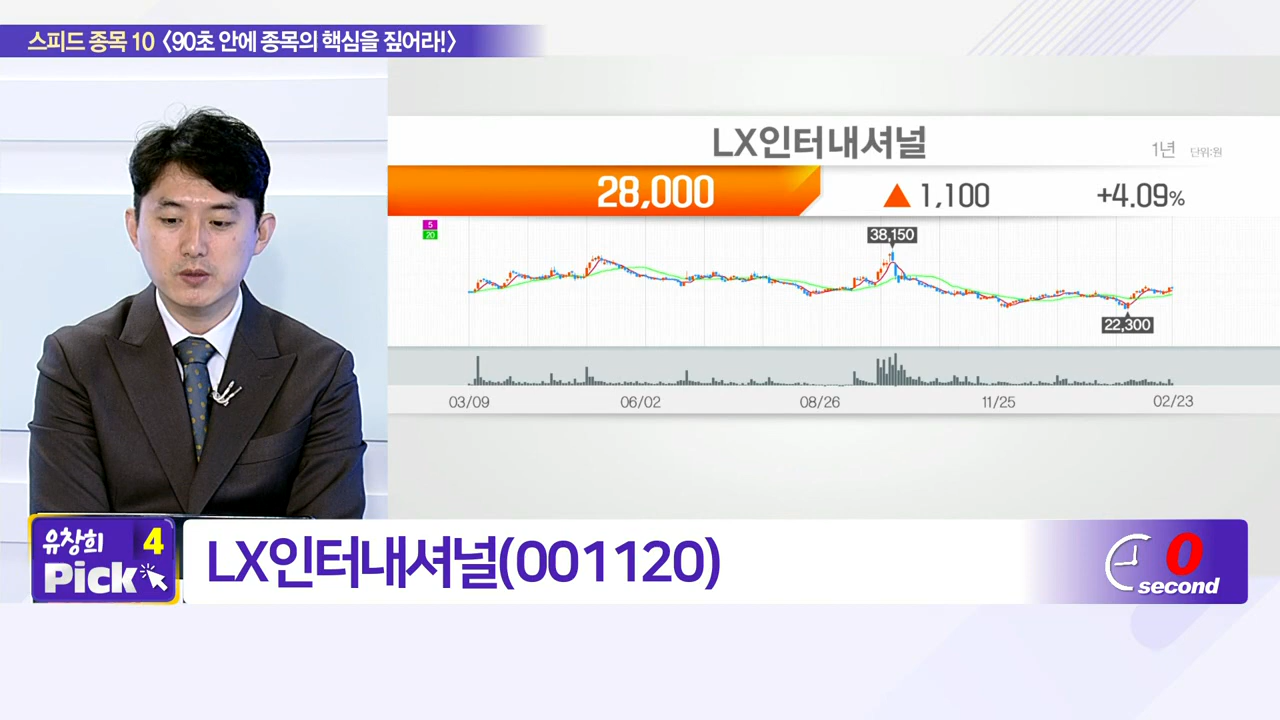 스피드 종목 10 〈90초 안에 종목의 핵심을 짚어라!〉
LX인터내셔널
1년 단위:원
28,000 ▲ 1,100 +4.09%
5
20
38,150
22,300
03/09 06/02 08/26 11/25 02/23
유창희 4
Pick
LX인터내셔널(001120)
0
second